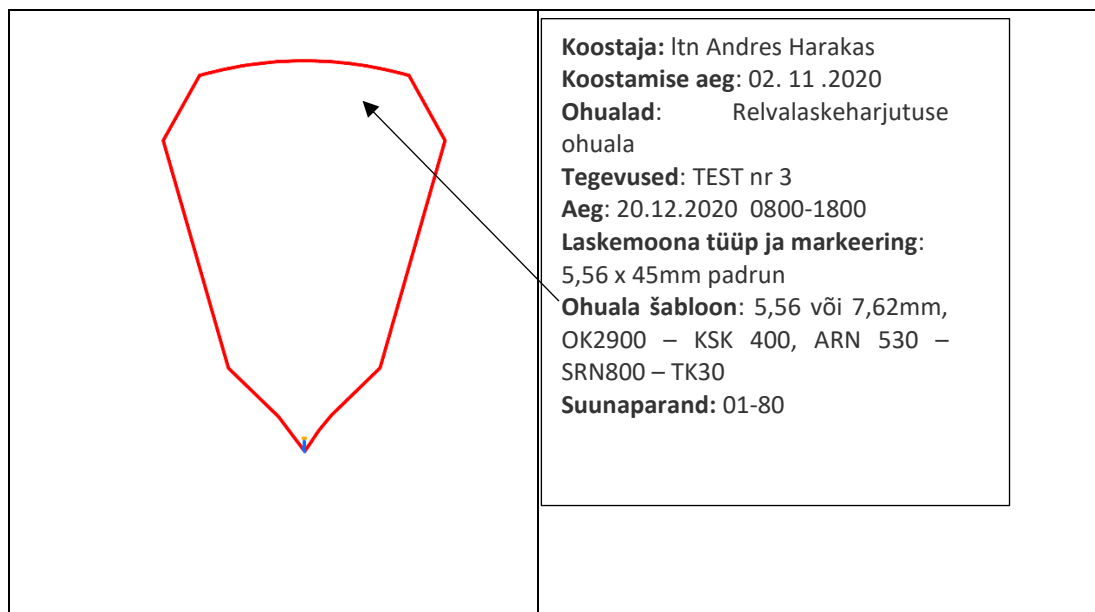 Koostaja: ltn Andres Harakas
Koostamise aeg: 02. 11 .2020
Ohualad: Relvalaskeharjutuse
ohuala
Tegevused: TEST nr 3
Aeg: 20.12.2020 0800-1800
Laskemoona tüüp ja markeering:
5,56 x 45mm padrun
Ohuala šabloon: 5,56 või 7,62mm,
OK2900 – KSK 400, ARN 530 –
SRN800 – TK30
Suunaparand: 01-80